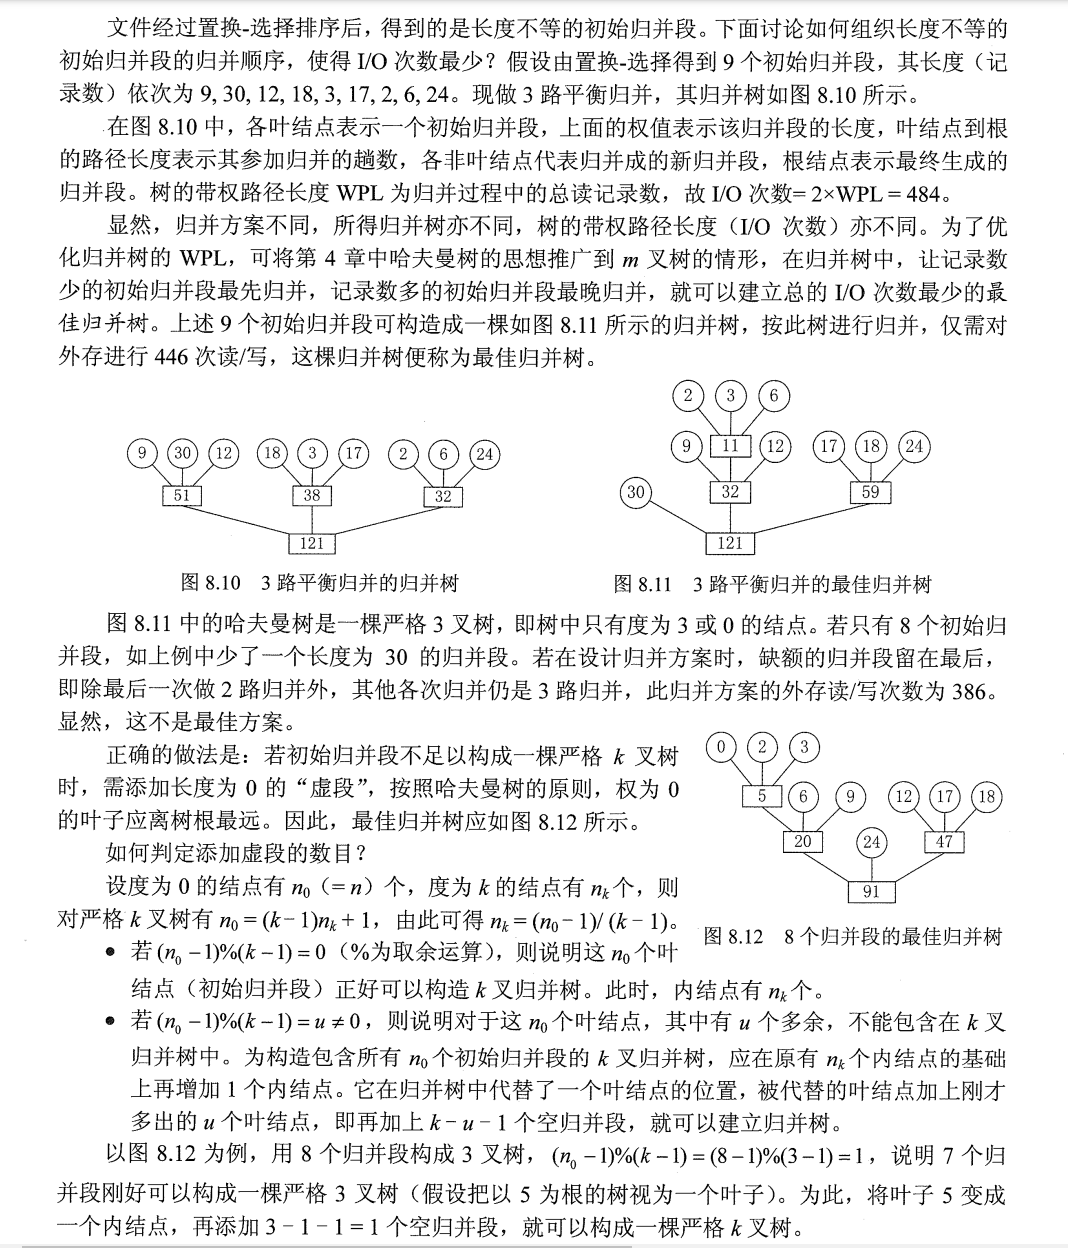 文件经过置换-选择排序后，得到的是长度不等的初始归并段。下面讨论如何组织长度不等的
初始归并段的归并顺序，使得 I/O 次数最少？假设由置换-选择得到 9 个初始归并段，其长度（记
录数）依次为 9, 30, 12, 18, 3, 17, 2, 6, 24。现做 3 路平衡归并，其归并树如图 8.10 所示。
在图 8.10 中，各叶结点表示一个初始归并段，上面的权值表示该归并段的长度，叶结点到根
的路径长度表示其参加归并的趟数，各非叶结点代表归并成的新归并段，根结点表示最终生成的
归并段。树的带权路径长度 WPL 为归并过程中的总读记录数，故 I/O 次数= 2×WPL = 484。
显然，归并方案不同，所得归并树亦不同，树的带权路径长度（I/O 次数）亦不同。为了优
化归并树的 WPL，可将第 4 章中哈夫曼树的思想推广到 m 叉树的情形，在归并树中，让记录数
少的初始归并段最先归并，记录数多的初始归并段最晚归并，就可以建立总的 I/O 次数最少的最
佳归并树。上述 9 个初始归并段可构造成一棵如图 8.11 所示的归并树，按此树进行归并，仅需对
外存进行 446 次读/写，这棵归并树便称为最佳归并树。
9 30 12 18 3 17 2 6 24
51 38 32
121
图 8.10 3 路平衡归并的归并树
2 3 6
9 11 12 17 18 24
30 32 59
121
图 8.11 3 路平衡归并的最佳归并树
图 8.11 中的哈夫曼树是一棵严格 3 叉树，即树中只有度为 3 或 0 的结点。若只有 8 个初始归
并段，如上例中少了一个长度为 30 的归并段。若在设计归并方案时，缺额的归并段留在最后，
即除最后一次做 2 路归并外，其他各次归并仍是 3 路归并，此归并方案的外存读/写次数为 386。
显然，这不是最佳方案。
正确的做法是：若初始归并段不足以构成一棵严格 k 叉树
时，需添加长度为 0 的“虚段”，按照哈夫曼树的原则，权为 0
的叶子应离树根最远。因此，最佳归并树应如图 8.12 所示。
如何判定添加虚段的数目？
设度为 0 的结点有 n₀（= n）个，度为 k 的结点有 nₖ个，则
对严格 k 叉树有 n₀ = (k− 1)nₖ + 1，由此可得 nₖ = (n₀ − 1)/ (k − 1)。
0 2 3
5 6 9 12 17 18
20 24 47
91
图 8.12 8 个归并段的最佳归并树
● 若 (n₀ − 1)%(k − 1) = 0（%为取余运算），则说明这 n₀个叶
结点（初始归并段）正好可以构造 k 叉归并树。此时，内结点有 nₖ个。
● 若 (n₀ − 1)%(k − 1) = u ≠ 0，则说明对于这 n₀个叶结点，其中有 u 个多余，不能包含在 k 叉
归并树中。为构造包含所有 n₀个初始归并段的 k 叉归并树，应在原有 nₖ个内结点的基础
上再增加 1 个内结点。它在归并树中代替了一个叶结点的位置，被代替的叶结点加上刚才
多出的 u 个叶结点，即再加上 k − u − 1 个空归并段，就可以建立归并树。
以图 8.12 为例，用 8 个归并段构成 3 叉树，(n₀ − 1)%(k − 1) = (8 − 1)%(3 − 1) = 1，说明 7 个归
并段刚好可以构成一棵严格 3 叉树（假设把以 5 为根的树视为一个叶子）。为此，将叶子 5 变成
一个内结点，再添加 3 − 1 − 1 = 1 个空归并段，就可以构成一棵严格 k 叉树。